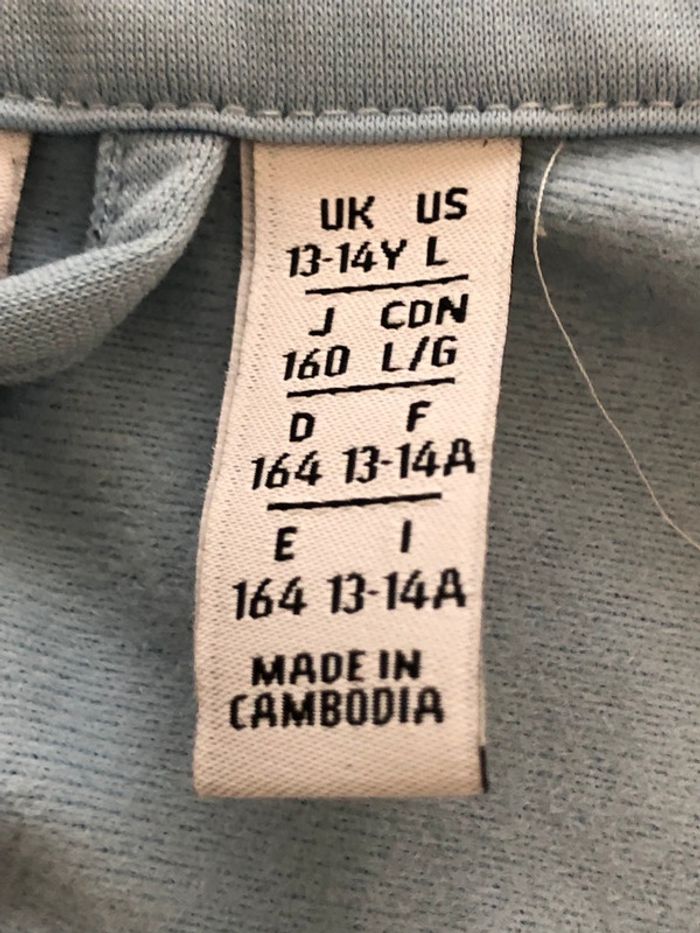 UK US
13-14Y L
J CDN
160 L/G
D F
164 13-14A
E I
164 13-14A
MADE IN
CAMBODIA